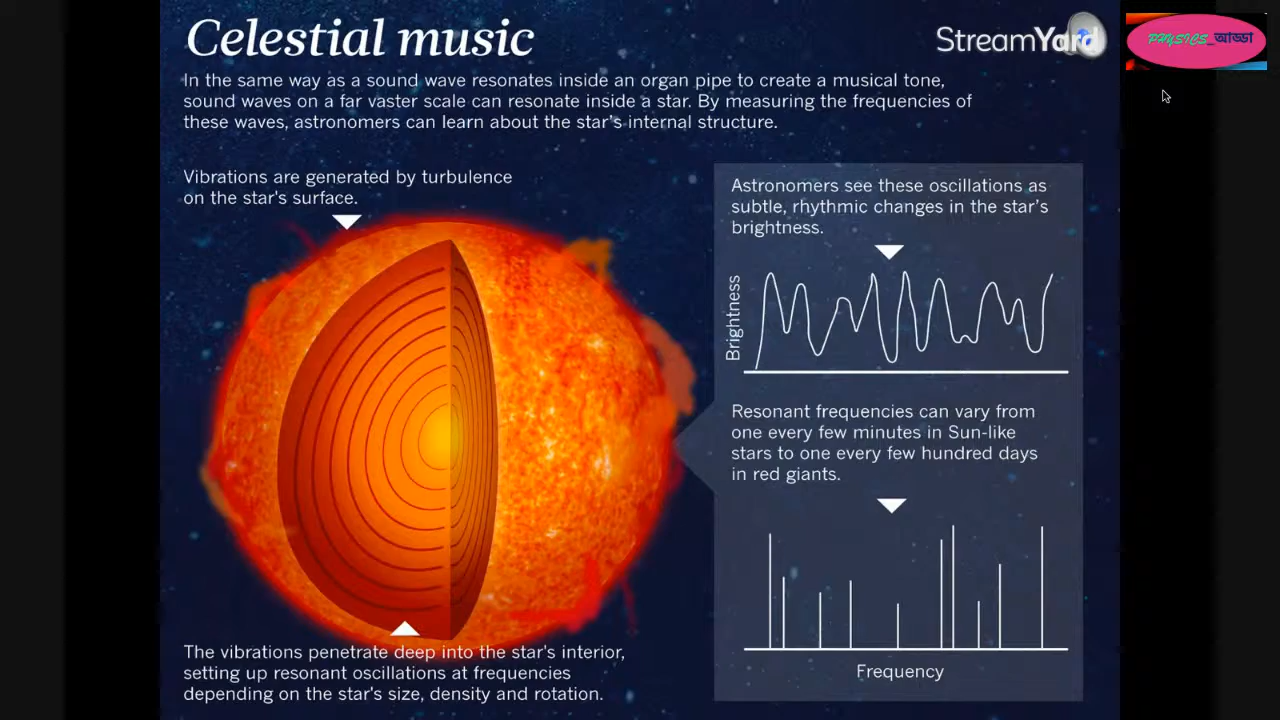 Celestial music
StreamYard
PHYSICS_আড্ডা
In the same way as a sound wave resonates inside an organ pipe to create a musical tone,
sound waves on a far vaster scale can resonate inside a star. By measuring the frequencies of
these waves, astronomers can learn about the star's internal structure.
Vibrations are generated by turbulence
on the star's surface.
Astronomers see these oscillations as
subtle, rhythmic changes in the star's
brightness.
Brightness
Resonant frequencies can vary from
one every few minutes in Sun-like
stars to one every few hundred days
in red giants.
Frequency
The vibrations penetrate deep into the star's interior,
setting up resonant oscillations at frequencies
depending on the star's size, density and rotation.